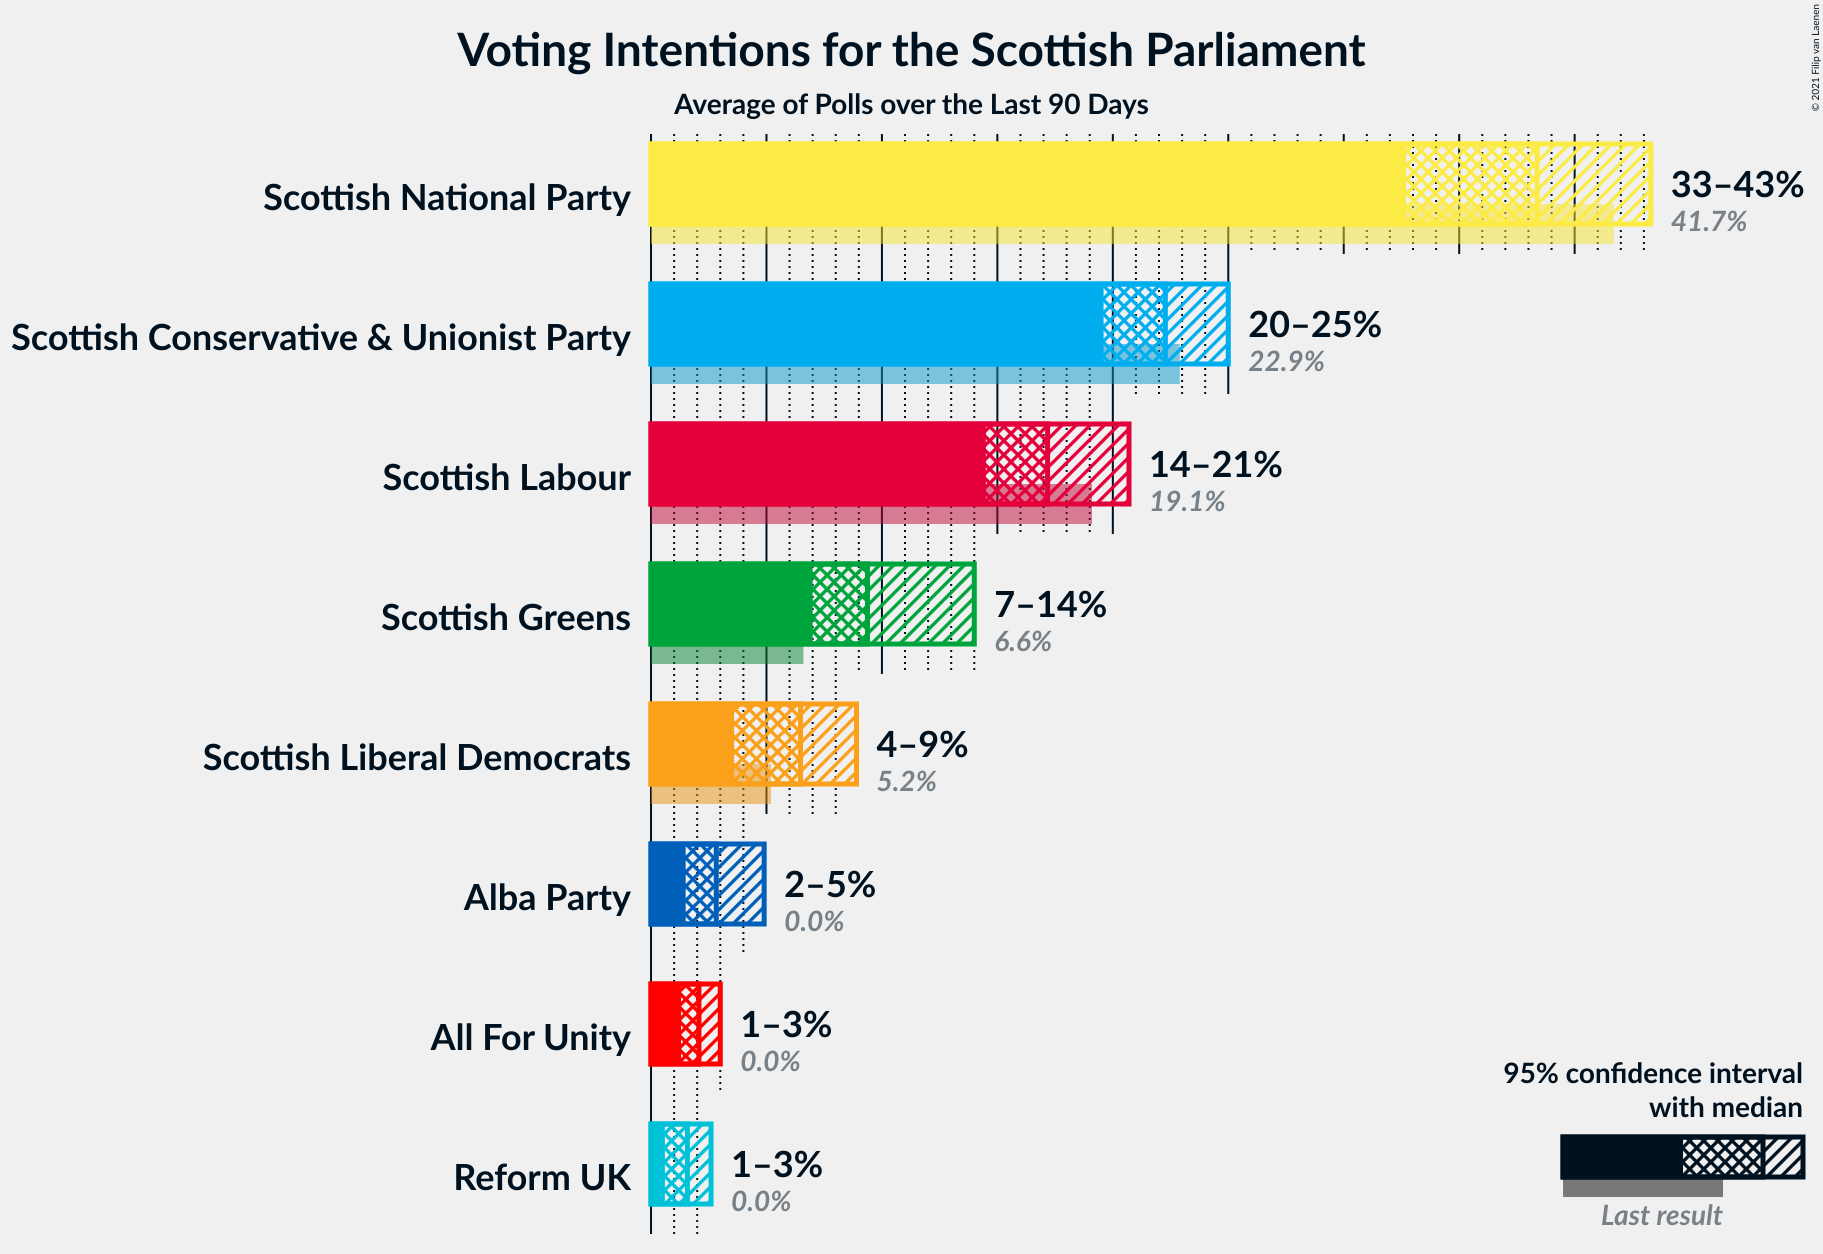 Voting Intentions for the Scottish Parliament
Average of Polls over the Last 90 Days
© 2021 Filip van Laenen
Scottish National Party
33–43%
41.7%
Scottish Conservative & Unionist Party
20–25%
22.9%
Scottish Labour
14–21%
19.1%
Scottish Greens
7–14%
6.6%
Scottish Liberal Democrats
4–9%
5.2%
Alba Party
2–5%
0.0%
All For Unity
1–3%
0.0%
Reform UK
1–3%
0.0%
95% confidence interval
with median
Last result